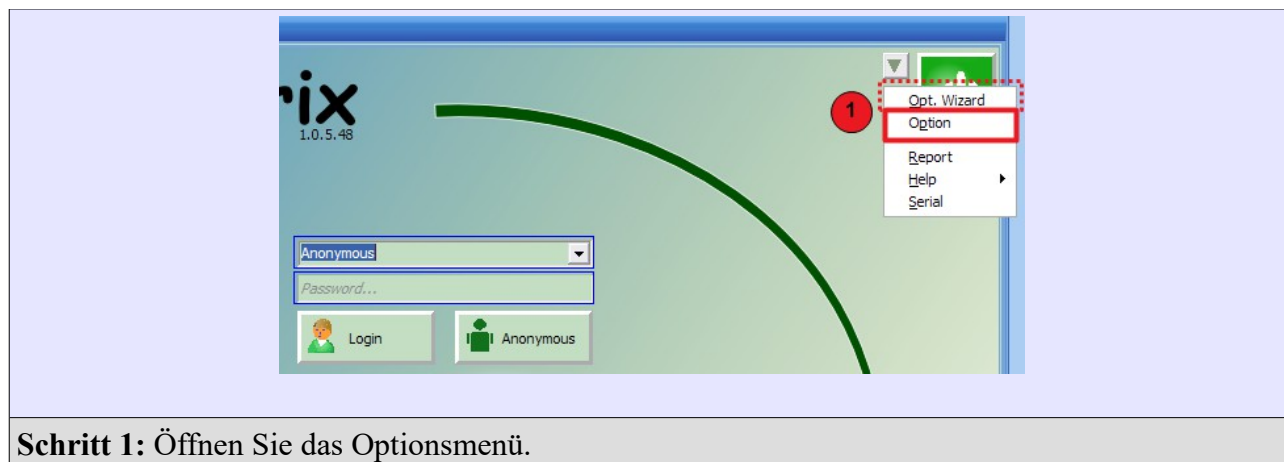 rix
1.0.5.48
1
Opt. Wizard
Option
Report
Help
Serial
Anonymous
Password...
Login
Anonymous
Schritt 1: Öffnen Sie das Optionsmenü.